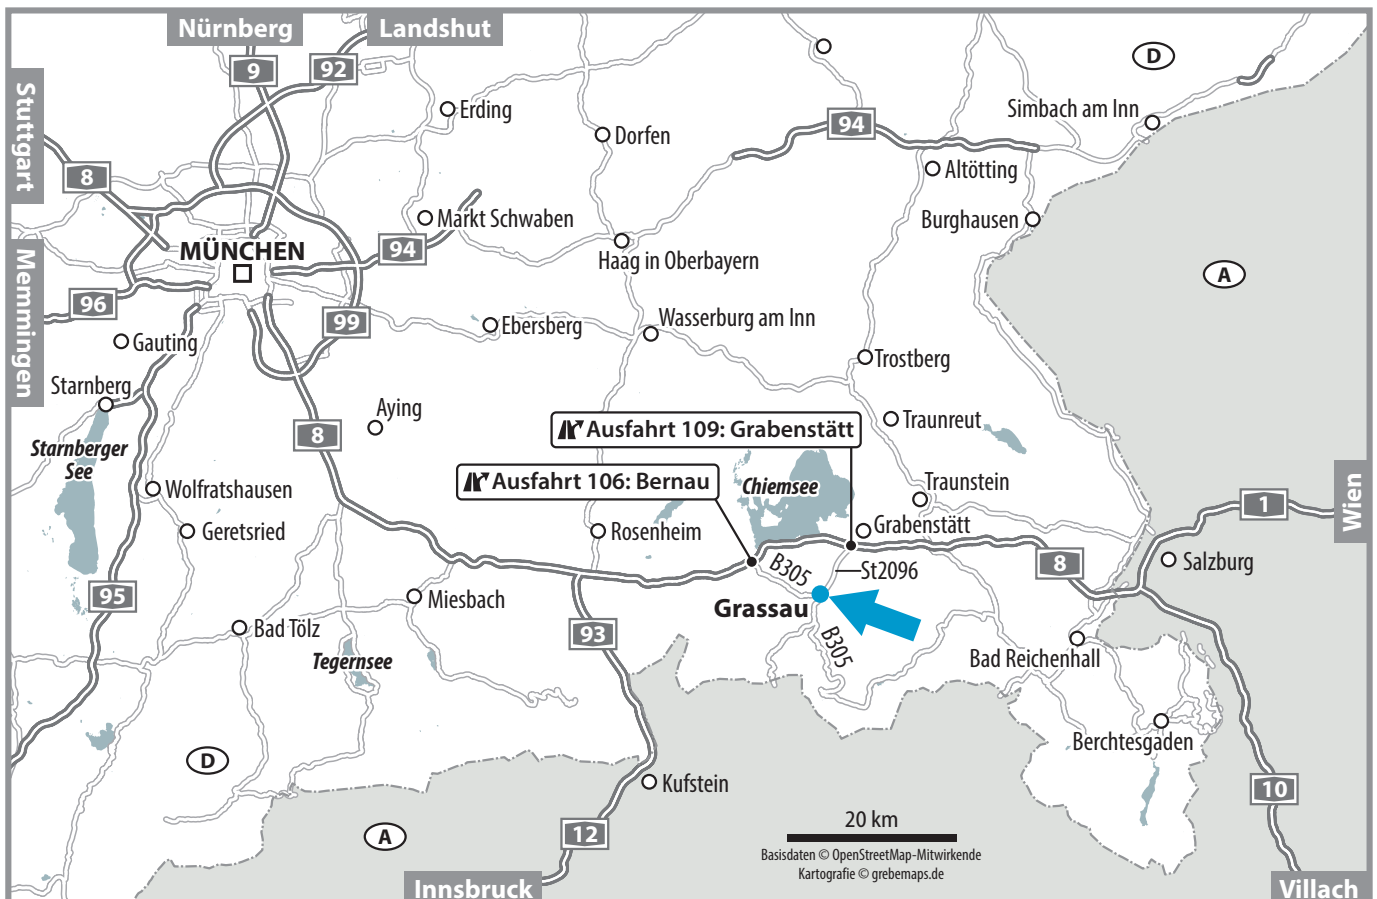 Nürnberg
Landshut
9
92
D
Erding
Simbach am Inn
Stuttgart
94
Dorfen
8
Altötting
Markt Schwaben
Burghausen
MÜNCHEN
94
Haag in Oberbayern
A
Memmingen
96
99
Ebersberg
Wasserburg am Inn
Gauting
Trostberg
Starnberg
Aying
Traunreut
8
Ausfahrt 109: Grabenstätt
Starnberger
See
Ausfahrt 106: Bernau
Chiemsee
Traunstein
Wolfratshausen
1
Wien
Geretsried
Rosenheim
Grabenstätt
8
Salzburg
B305
St2096
95
Miesbach
Grassau
Bad Tölz
93
B305
Tegernsee
Bad Reichenhall
Berchtesgaden
D
Kufstein
10
12
A
20 km
Basisdaten © OpenStreetMap-Mitwirkende
Kartografie © grebemaps.de
Innsbruck
Villach